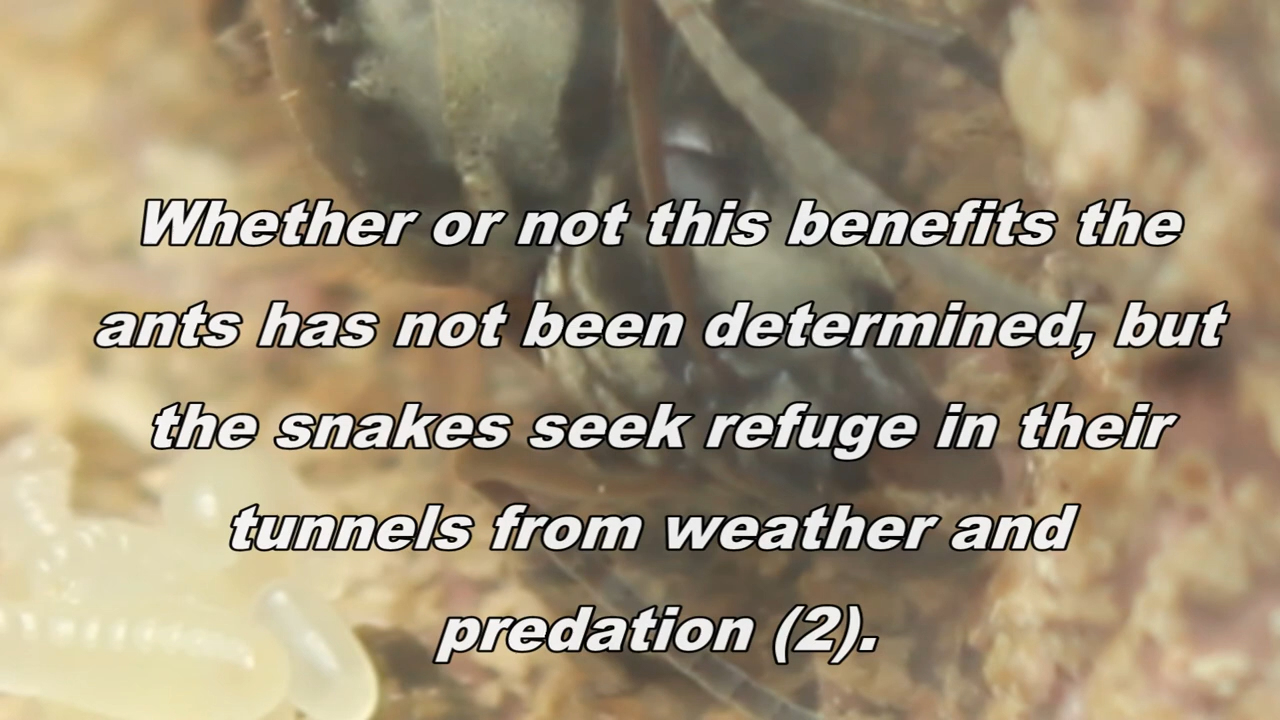 Whether or not this benefits the
ants has not been determined, but
the snakes seek refuge in their
tunnels from weather and
predation (2).